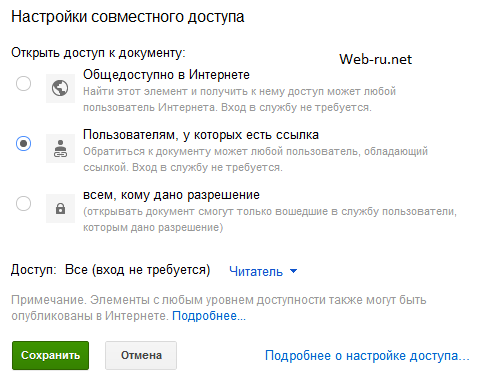 Настройки совместного доступа
Открыть доступ к документу:
Web-ru.net
Общедоступно в Интернете
Найти этот элемент и получить к нему доступ может любой
пользователь Интернета. Вход в службу не требуется.
Пользователям, у которых есть ссылка
Обратиться к документу может любой пользователь, обладающий
ссылкой. Вход в службу не требуется.
всем, кому дано разрешение
(открывать документ смогут только вошедшие в службу пользователи,
которым дано разрешение)
Доступ: Все (вход не требуется) Читатель
Примечание. Элементы с любым уровнем доступности также могут быть
опубликованы в Интернете. Подробнее...
Сохранить Отмена Подробнее о настройке доступа...